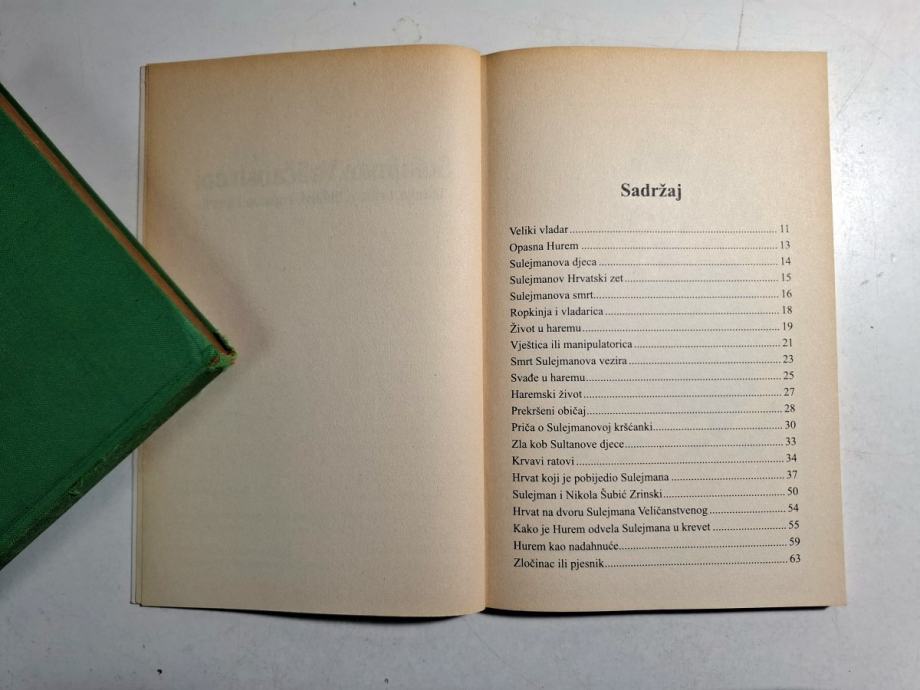 Sadržaj
Veliki vladar........................................................ 11
Opasna Hurem ..................................................... 13
Sulejmanova djeca ................................................ 14
Sulejmanov Hrvatski zet ......................................... 15
Sulejmanova smrt.................................................. 16
Ropkinja i vladarica ............................................... 18
Život u haremu...................................................... 19
Vještica ili manipulatorica ....................................... 21
Smrt Sulejmanova vezira ........................................ 23
Svađe u haremu.................................................... 25
Haremski život ..................................................... 27
Prekršeni običaj.................................................... 28
Priča o Sulejmanovoj kršćanki.................................. 30
Zla kob Sultanove djece.......................................... 33
Krvavi ratovi ........................................................ 34
Hrvat koji je pobijedio Sulejmana ............................. 37
Sulejman i Nikola Šubić Zrinski................................ 50
Hrvat na dvoru Sulejmana Veličanstvenog .................. 54
Kako je Hurem odvela Sulejmana u krevet .................. 55
Hurem kao nadahnuće............................................ 59
Zločinac ili pjesnik................................................. 63